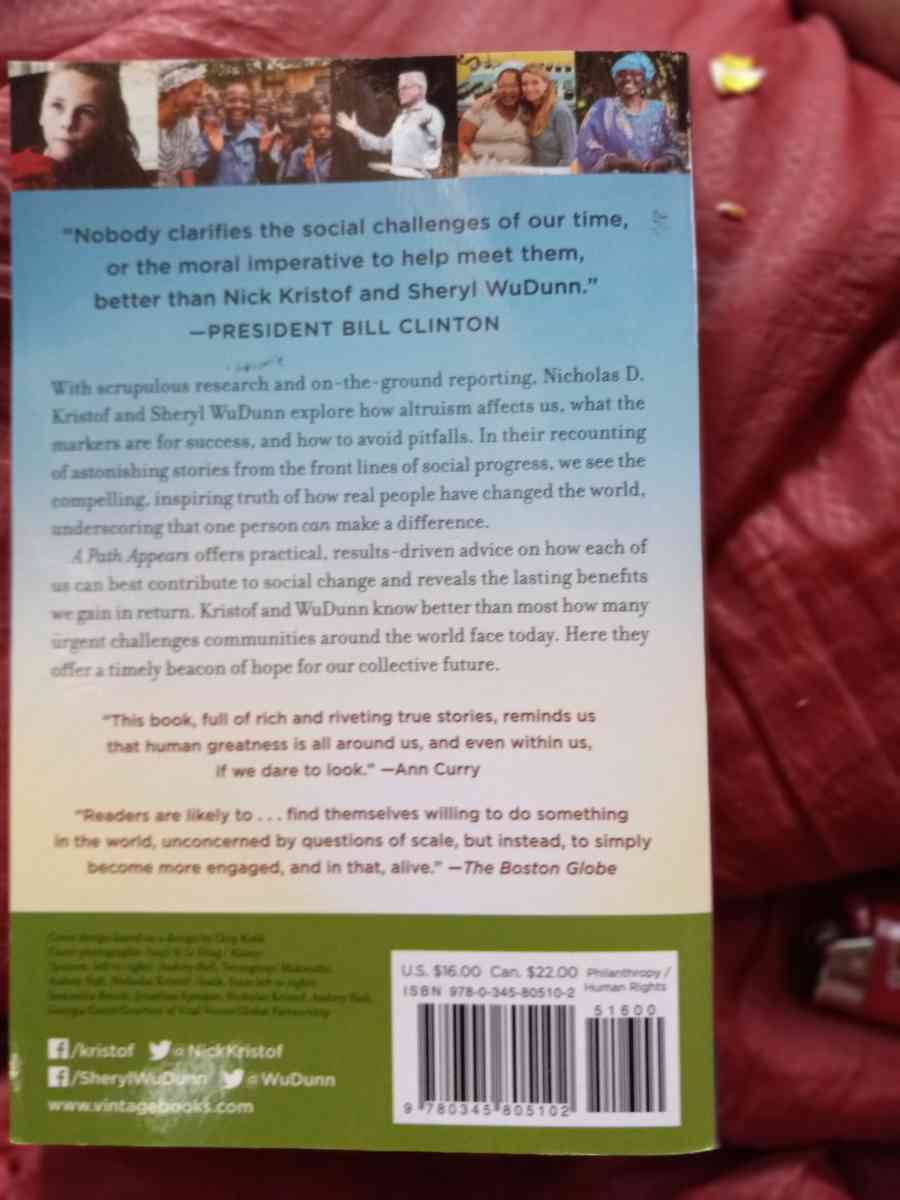 "Nobody clarifies the social challenges of our time,
or the moral imperative to help meet them,
better than Nick Kristof and Sheryl WuDunn."
—PRESIDENT BILL CLINTON
With scrupulous research and on-the-ground reporting, Nicholas D.
Kristof and Sheryl WuDunn explore how altruism affects us, what the
markers are for success, and how to avoid pitfalls. In their recounting
of astonishing stories from the front lines of social progress, we see the
compelling, inspiring truth of how real people have changed the world,
underscoring that one person can make a difference.
A Path Appears offers practical, results-driven advice on how each of
us can best contribute to social change and reveals the lasting benefits
we gain in return. Kristof and WuDunn know better than most how many
urgent challenges communities around the world face today. Here they
offer a timely beacon of hope for our collective future.
"This book, full of rich and riveting true stories, reminds us
that human greatness is all around us, and even within us,
if we dare to look." —Ann Curry
"Readers are likely to . . . find themselves willing to do something
in the world, unconcerned by questions of scale, but instead, to simply
become more engaged, and in that, alive." —The Boston Globe
Cover design based on a design by
U.S. $16.00 Can. $22.00 Philanthropy /
Human Rights
ISBN 978-0-345-80510-2
51600
9 780345 805102
f/kristof @NickKristof
f/SherylWuDunn @WuDunn
www.vintagebooks.com